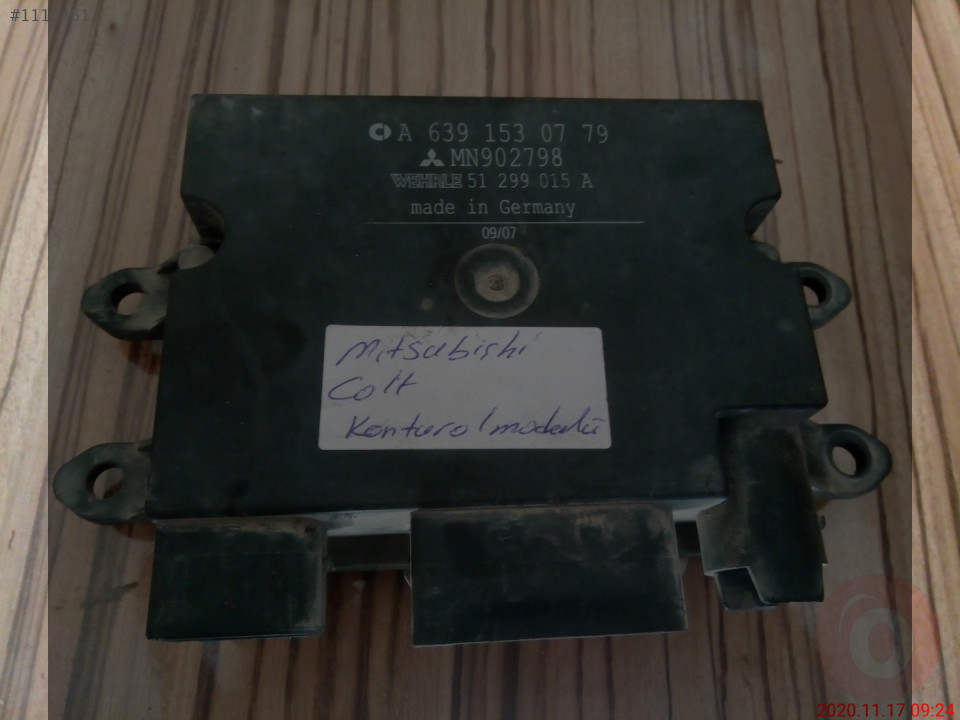 A 639 153 0 79
MN902798
WEHRLE 51 299 015 A
made in Germany
09/07
Mitsubishi
Colt
Konturol modulü
2020.11.17 09:24